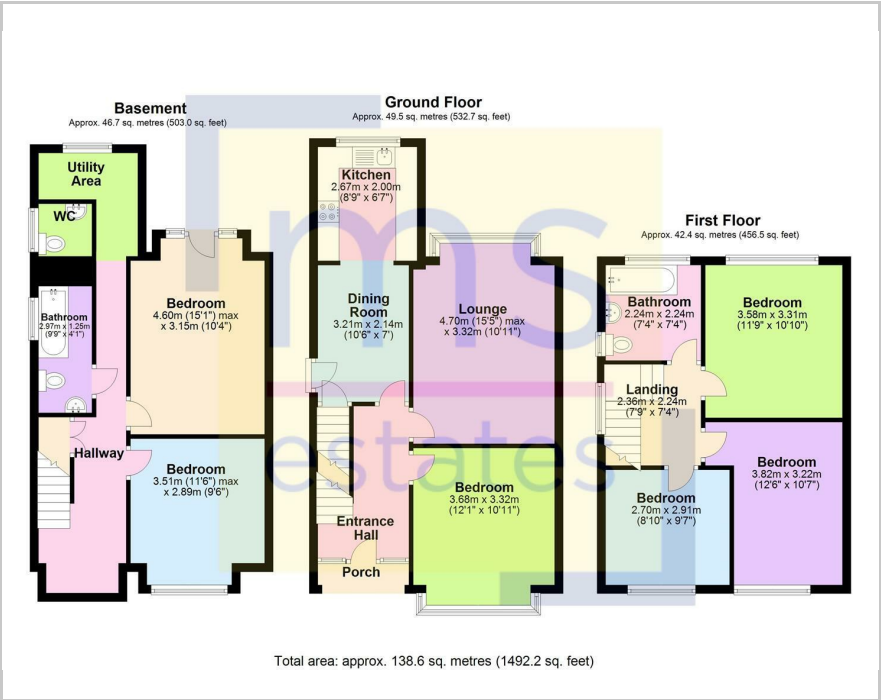 Basement
Approx. 46.7 sq. metres (503.0 sq. feet)
Utility
Area
WC
Bathroom
2.97m x 1.25m
(9'9" x 4'1")
Bedroom
4.60m (15'1") max
x 3.15m (10'4")
Hallway
Bedroom
3.51m (11'6") max
x 2.89m (9'6")
Ground Floor
Approx. 49.5 sq. metres (532.7 sq. feet)
Kitchen
2.67m x 2.00m
(8'9" x 6'7")
Dining
Room
3.21m x 2.14m
(10'6" x 7')
Lounge
4.70m (15'5") max
x 3.32m (10'11")
Bedroom
3.68m x 3.32m
(12'1" x 10'11")
Entrance
Hall
Porch
First Floor
Approx. 42.4 sq. metres (456.5 sq. feet)
Bathroom
2.24m x 2.24m
(7'4" x 7'4")
Bedroom
3.58m x 3.31m
(11'9" x 10'10")
Landing
2.36m x 2.24m
(7'9" x 7'4")
Bedroom
3.82m x 3.22m
(12'6" x 10'7")
Bedroom
2.70m x 2.91m
(8'10" x 9'7")
ms
estates
Total area: approx. 138.6 sq. metres (1492.2 sq. feet)